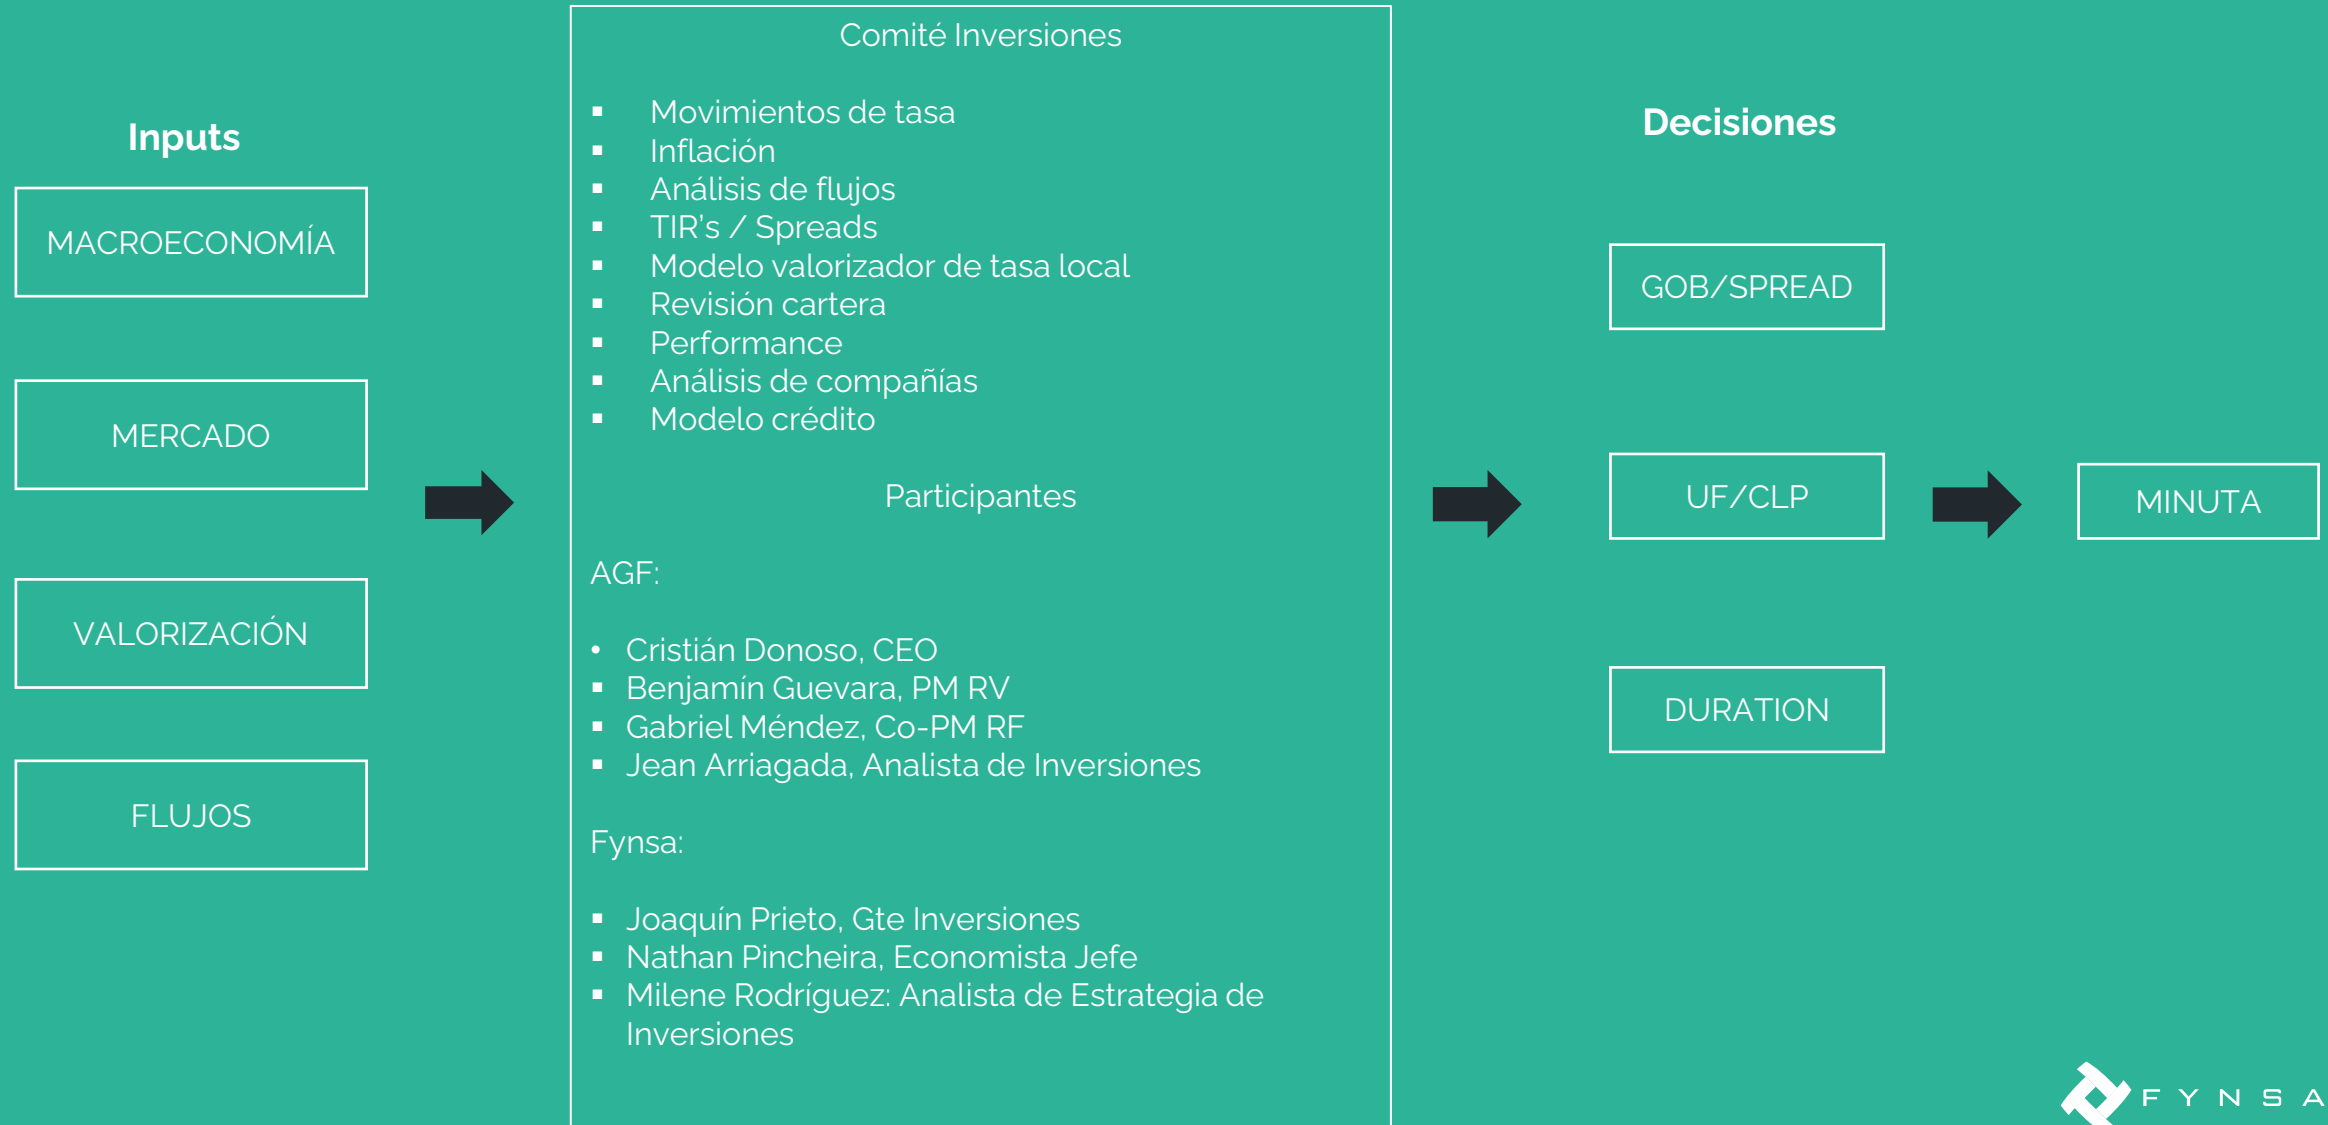 Inputs
MACROECONOMÍA
MERCADO
VALORIZACIÓN
FLUJOS
Comité Inversiones
▪ Movimientos de tasa
▪ Inflación
▪ Análisis de flujos
▪ TIR's / Spreads
▪ Modelo valorizador de tasa local
▪ Revisión cartera
▪ Performance
▪ Análisis de compañías
▪ Modelo crédito
Participantes
AGF:
• Cristián Donoso, CEO
▪ Benjamín Guevara, PM RV
▪ Gabriel Méndez, Co-PM RF
▪ Jean Arriagada, Analista de Inversiones
Fynsa:
▪ Joaquín Prieto, Gte Inversiones
▪ Nathan Pincheira, Economista Jefe
▪ Milene Rodríguez: Analista de Estrategia de
Inversiones
Decisiones
GOB/SPREAD
UF/CLP
DURATION
MINUTA
FYNSA